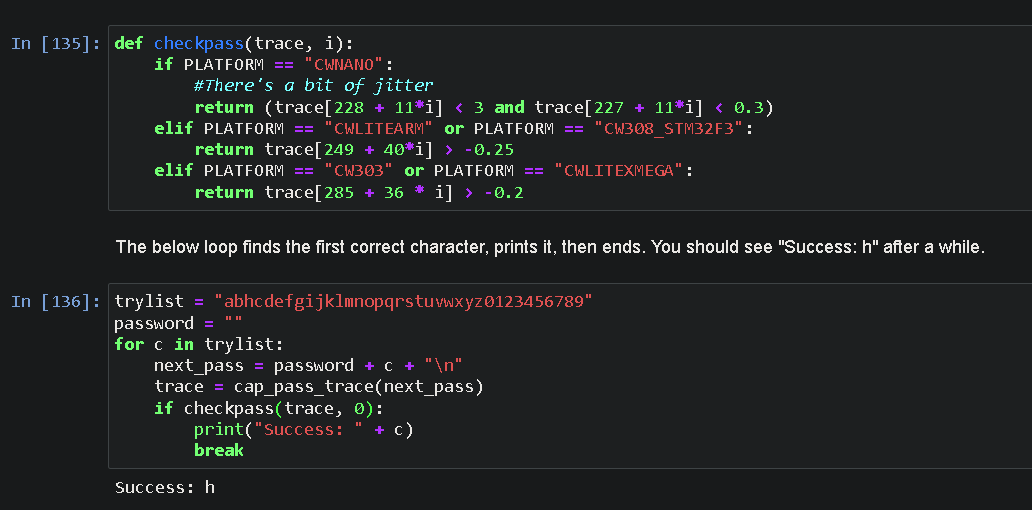 In [135]: def checkpass(trace, i):
    if PLATFORM == "CWNANO":
        #There's a bit of jitter
        return (trace[228 + 11*i] < 3 and trace[227 + 11*i] < 0.3)
    elif PLATFORM == "CWLITEARM" or PLATFORM == "CW308_STM32F3":
        return trace[249 + 40*i] > -0.25
    elif PLATFORM == "CW303" or PLATFORM == "CWLITEXMEGA":
        return trace[285 + 36 * i] > -0.2
The below loop finds the first correct character, prints it, then ends. You should see "Success: h" after a while.
In [136]: trylist = "abhcdefgijklmnopqrstuvwxyz0123456789"
password = ""
for c in trylist:
    next_pass = password + c + "\n"
    trace = cap_pass_trace(next_pass)
    if checkpass(trace, 0):
        print("Success: " + c)
        break
Success: h